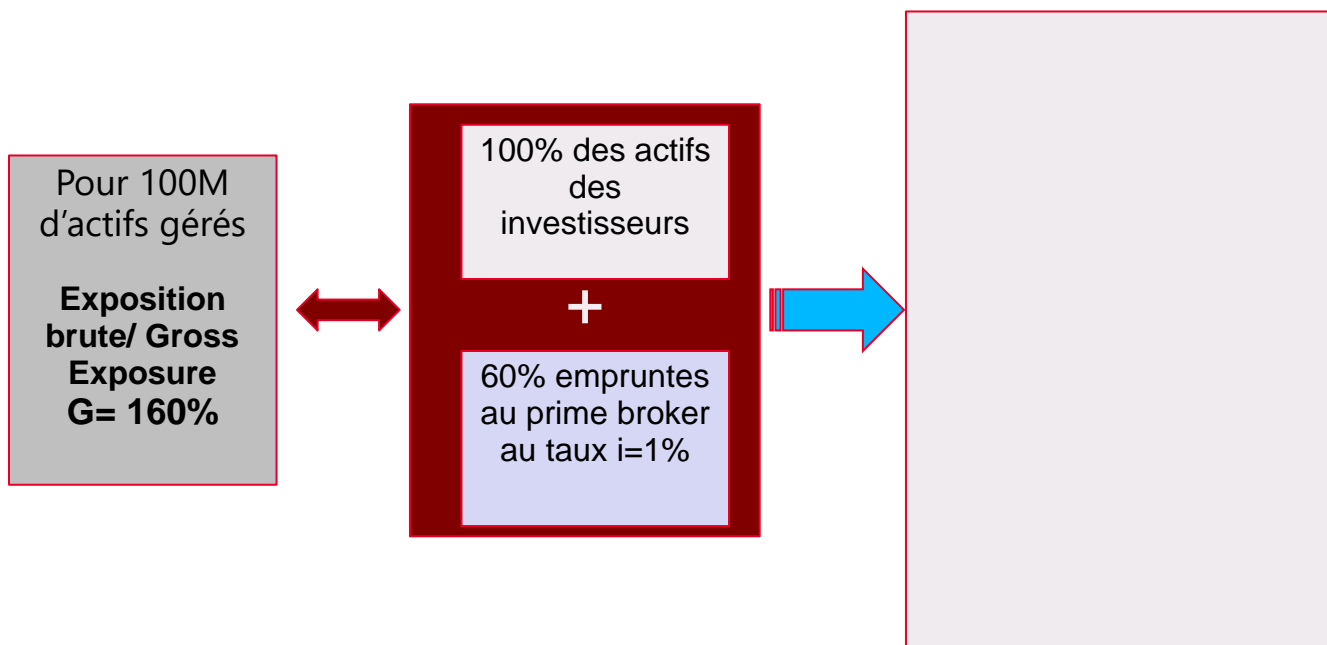 Pour 100M
d’actifs gérés
Exposition
brute/ Gross
Exposure
G= 160%
100% des actifs
des
investisseurs
+
60% empruntes
au prime broker
au taux i=1%